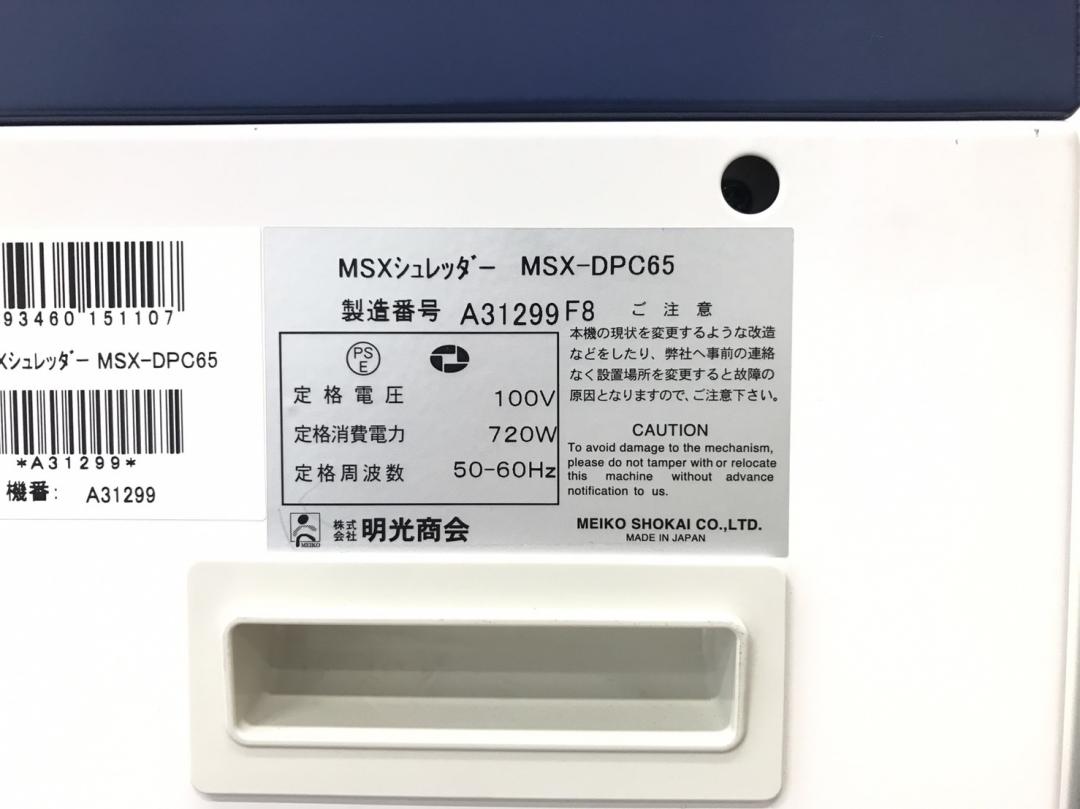 93460 151107
Xシュレッダー MSX-DPC65
*A31299*
機番: A31299
MSXシュレッダー MSX-DPC65
製造番号 A31299F8
PS
E
定格電圧 100V
定格消費電力 720W
定格周波数 50-60Hz
ご注意
本機の現状を変更するような改造
などをしたり、弊社へ事前の連絡
なく設置場所を変更すると故障の
原因となりますので、ご注意下さい。
CAUTION
To avoid damage to the mechanism,
please do not tamper with or relocate
this machine without advance
notification to us.
MEIKO
株式会社 明光商会
MEIKO SHOKAI CO.,LTD.
MADE IN JAPAN